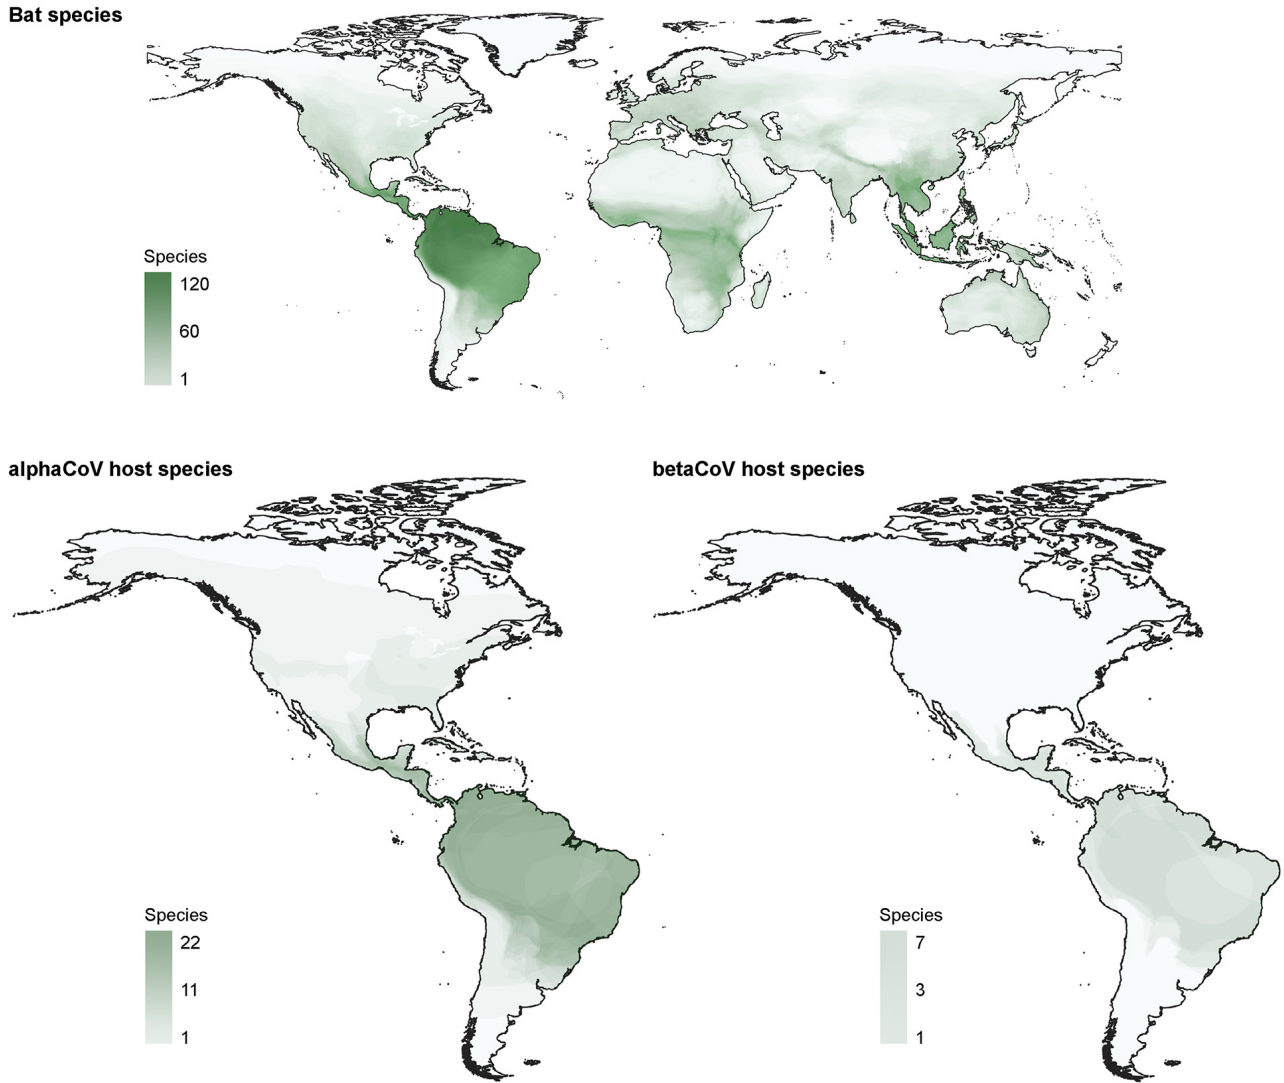 Bat species
Species
120
60
1
alphaCoV host species
betaCoV host species
Species
22
11
1
Species
7
3
1